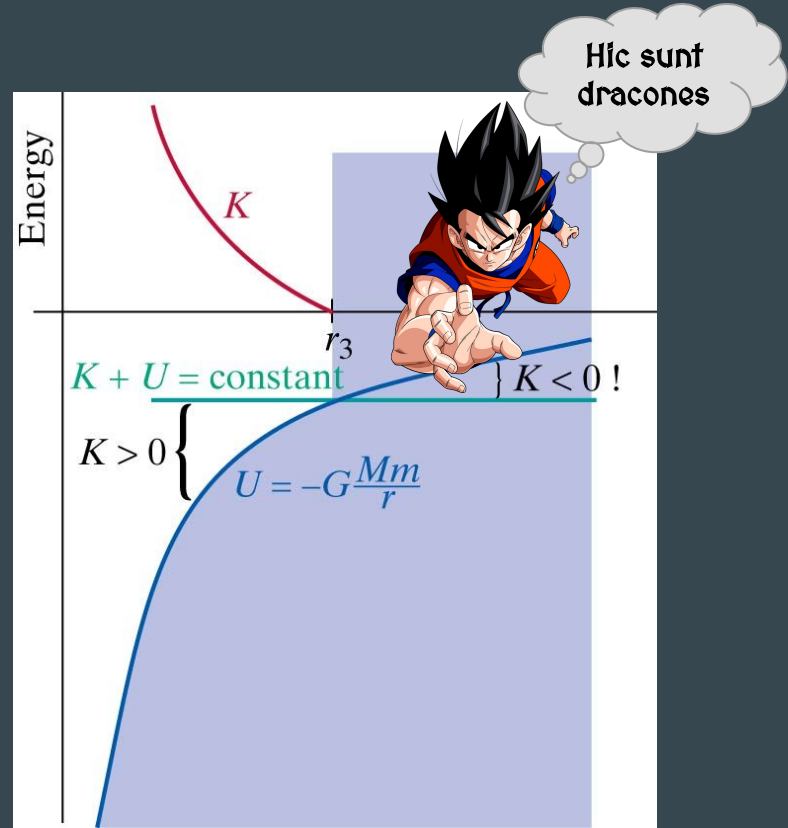 Hic sunt
dracones
Energy
K
r₃
K + U = constant
} K < 0 !
K > 0 {
U = –G Mm/r